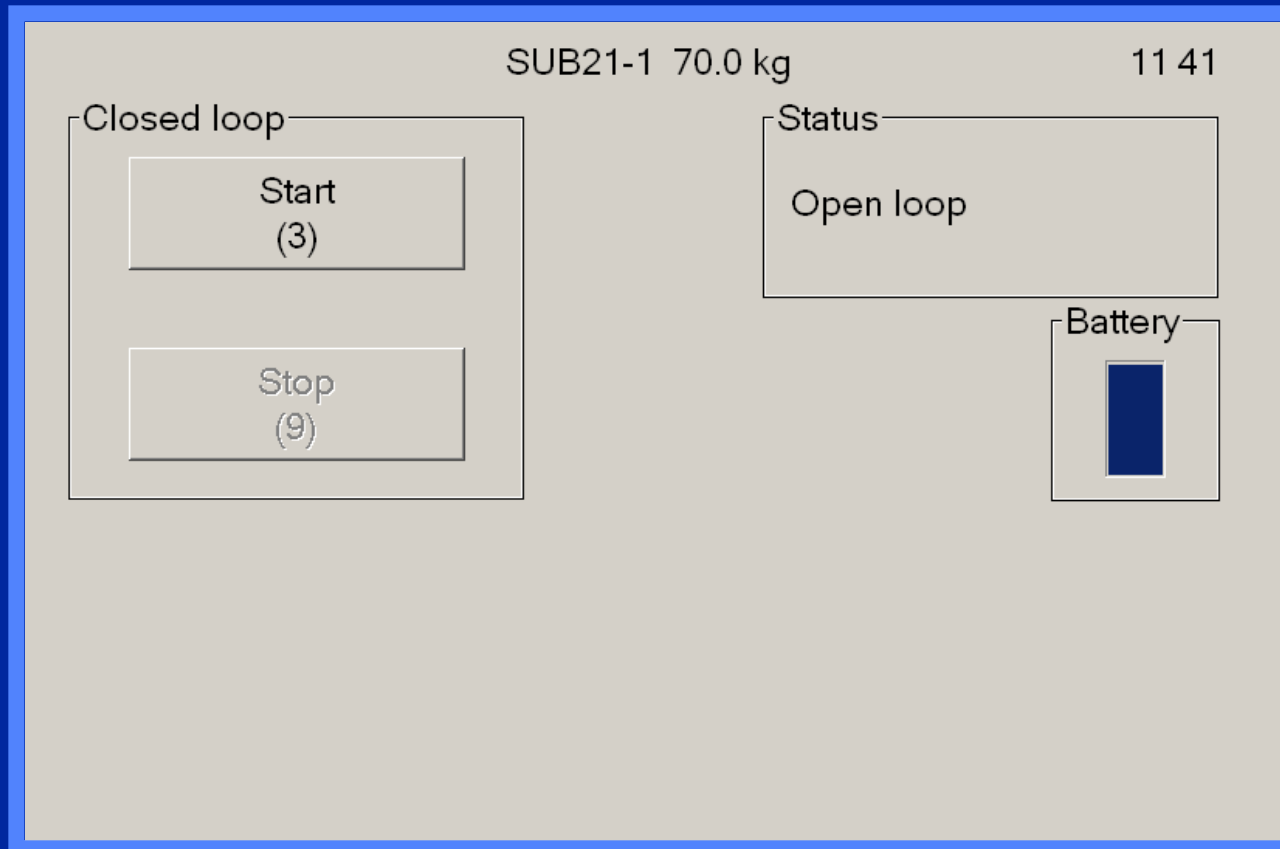 SUB21-1 70.0 kg
11 41
Closed loop
Start
(3)
Stop
(9)
Status
Open loop
Battery